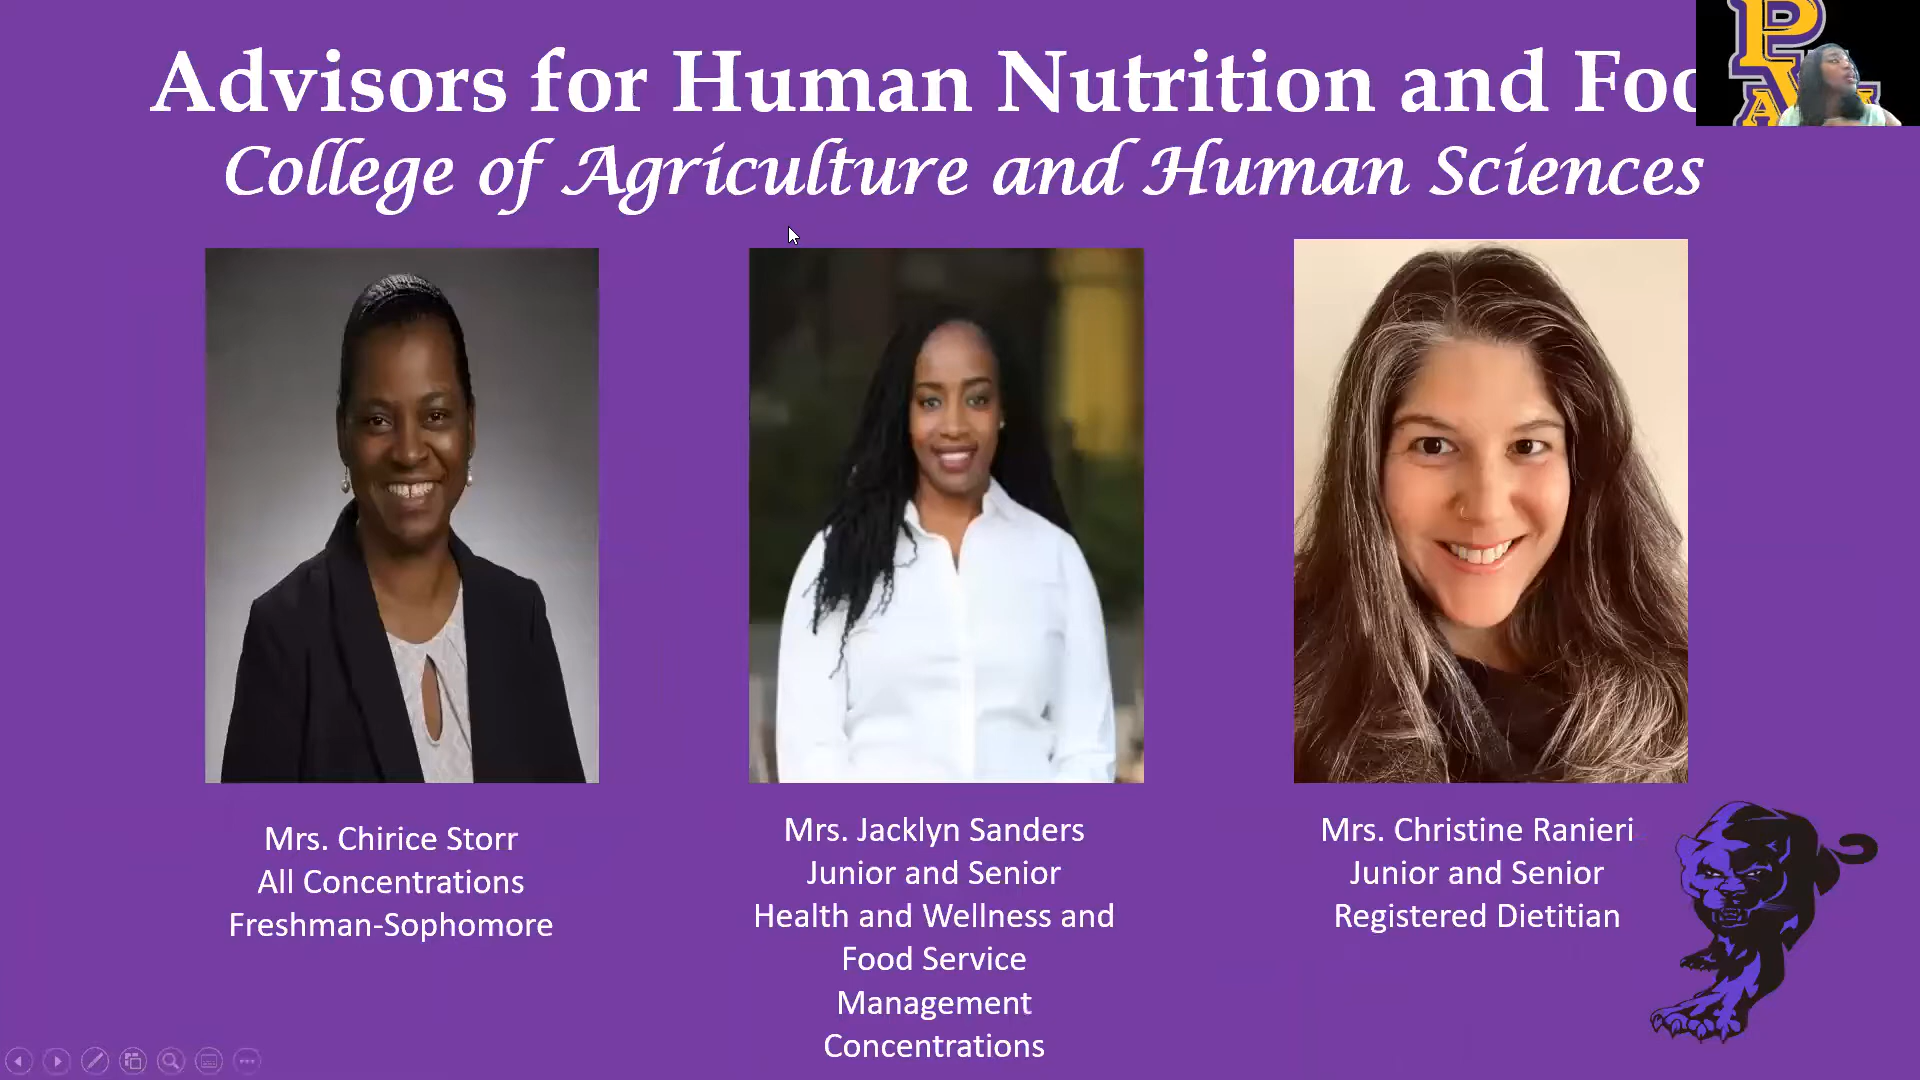 Advisors for Human Nutrition and Foo
College of Agriculture and Human Sciences
Mrs. Chirice Storr
All Concentrations
Freshman-Sophomore
Mrs. Jacklyn Sanders
Junior and Senior
Health and Wellness and
Food Service
Management
Concentrations
Mrs. Christine Ranieri
Junior and Senior
Registered Dietitian